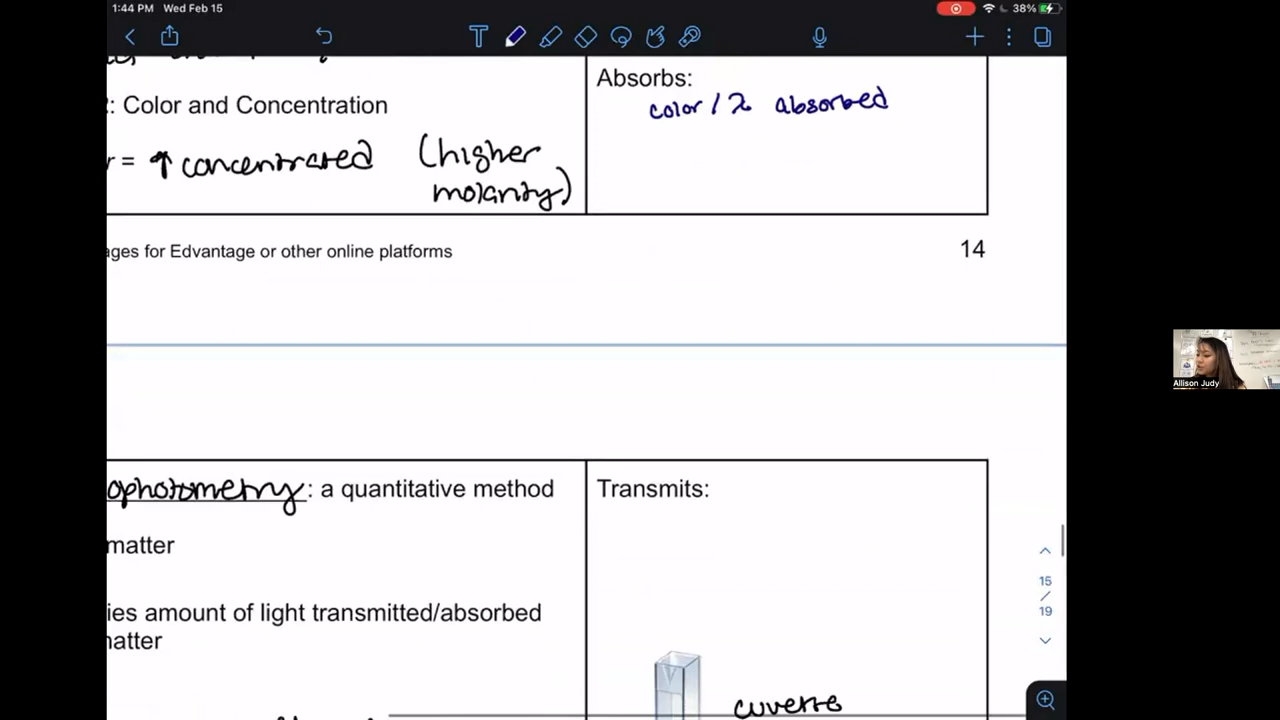 1:44 PM Wed Feb 15
38%
Absorbs:
color / λ absorbed
: Color and Concentration
r = ↑ concentrated (higher
molarity)
ages for Edvantage or other online platforms
14
ophotometry: a quantitative method
Transmits:
matter
ies amount of light transmitted/absorbed
natter
15
/
19
cuvette
Allison Judy